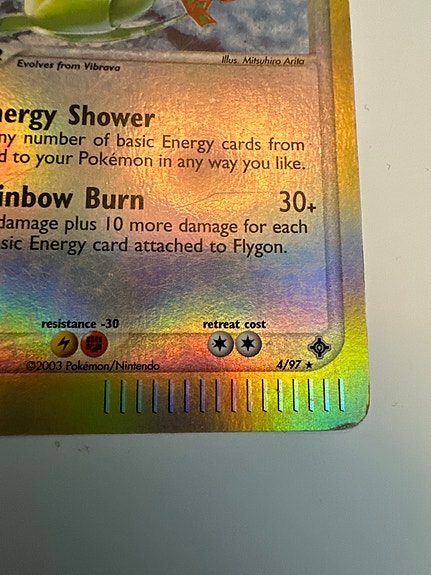 Evolves from Vibrava
Illus. Mitsuhiro Arita
nergy Shower
ny number of basic Energy cards from
d to your Pokémon in any way you like.
inbow Burn 30+
damage plus 10 more damage for each
sic Energy card attached to Flygon.
resistance -30 retreat cost
©2003 Pokémon/Nintendo 4/97 ★